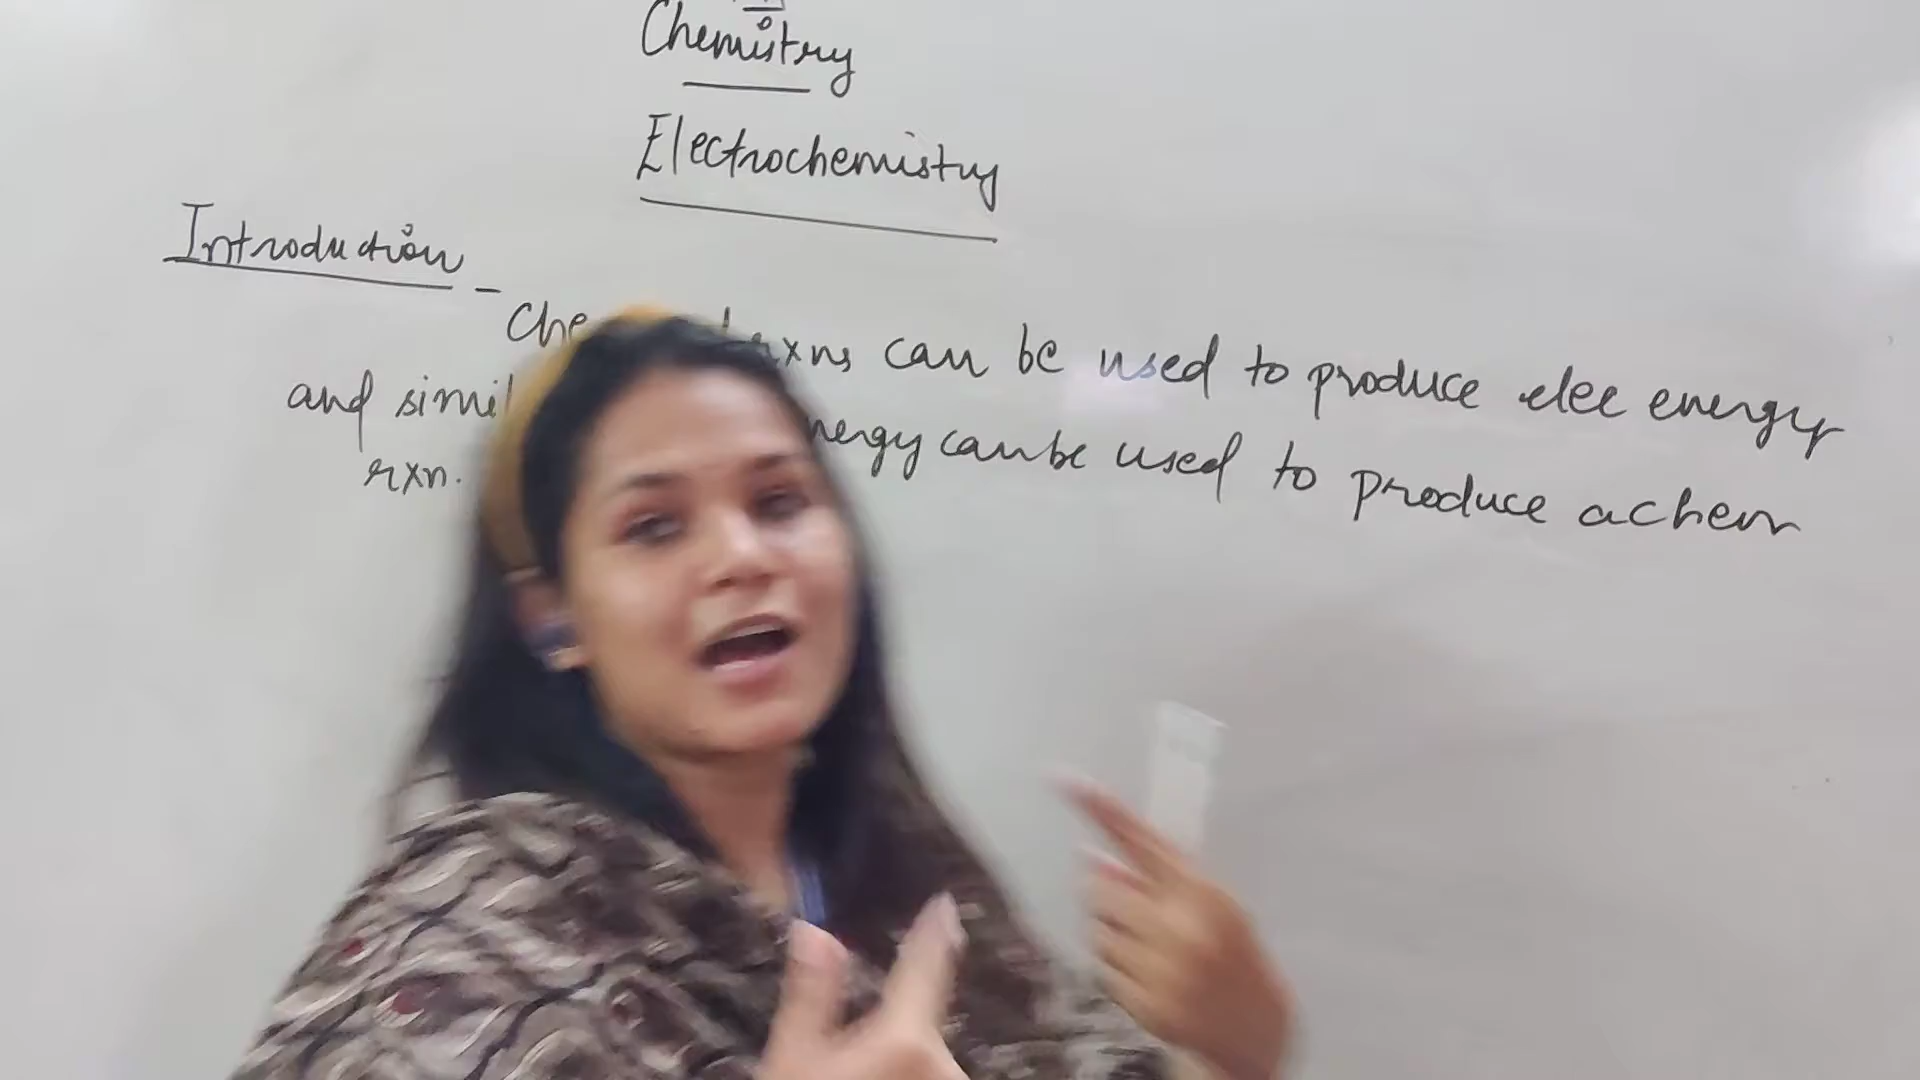 Chemistry
Electrochemistry
Introduction -
rxns can be used to produce elec energy
and energy can be used to produce a chem
rxn.